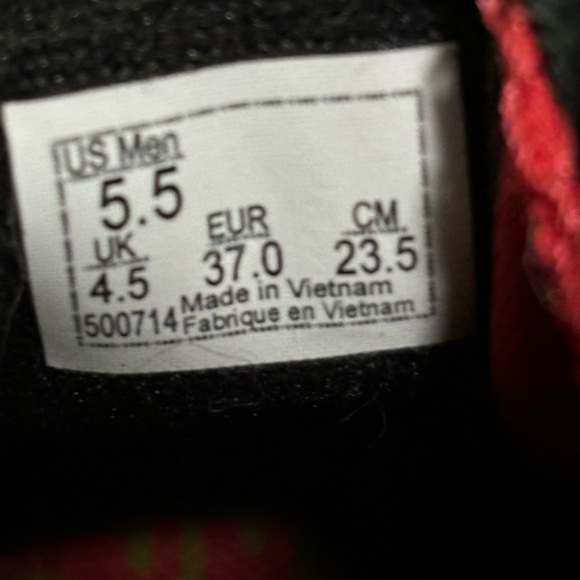 US Men
5.5
UK EUR CM
4.5 37.0 23.5
500714 Made in Vietnam
Fabrique en Vietnam